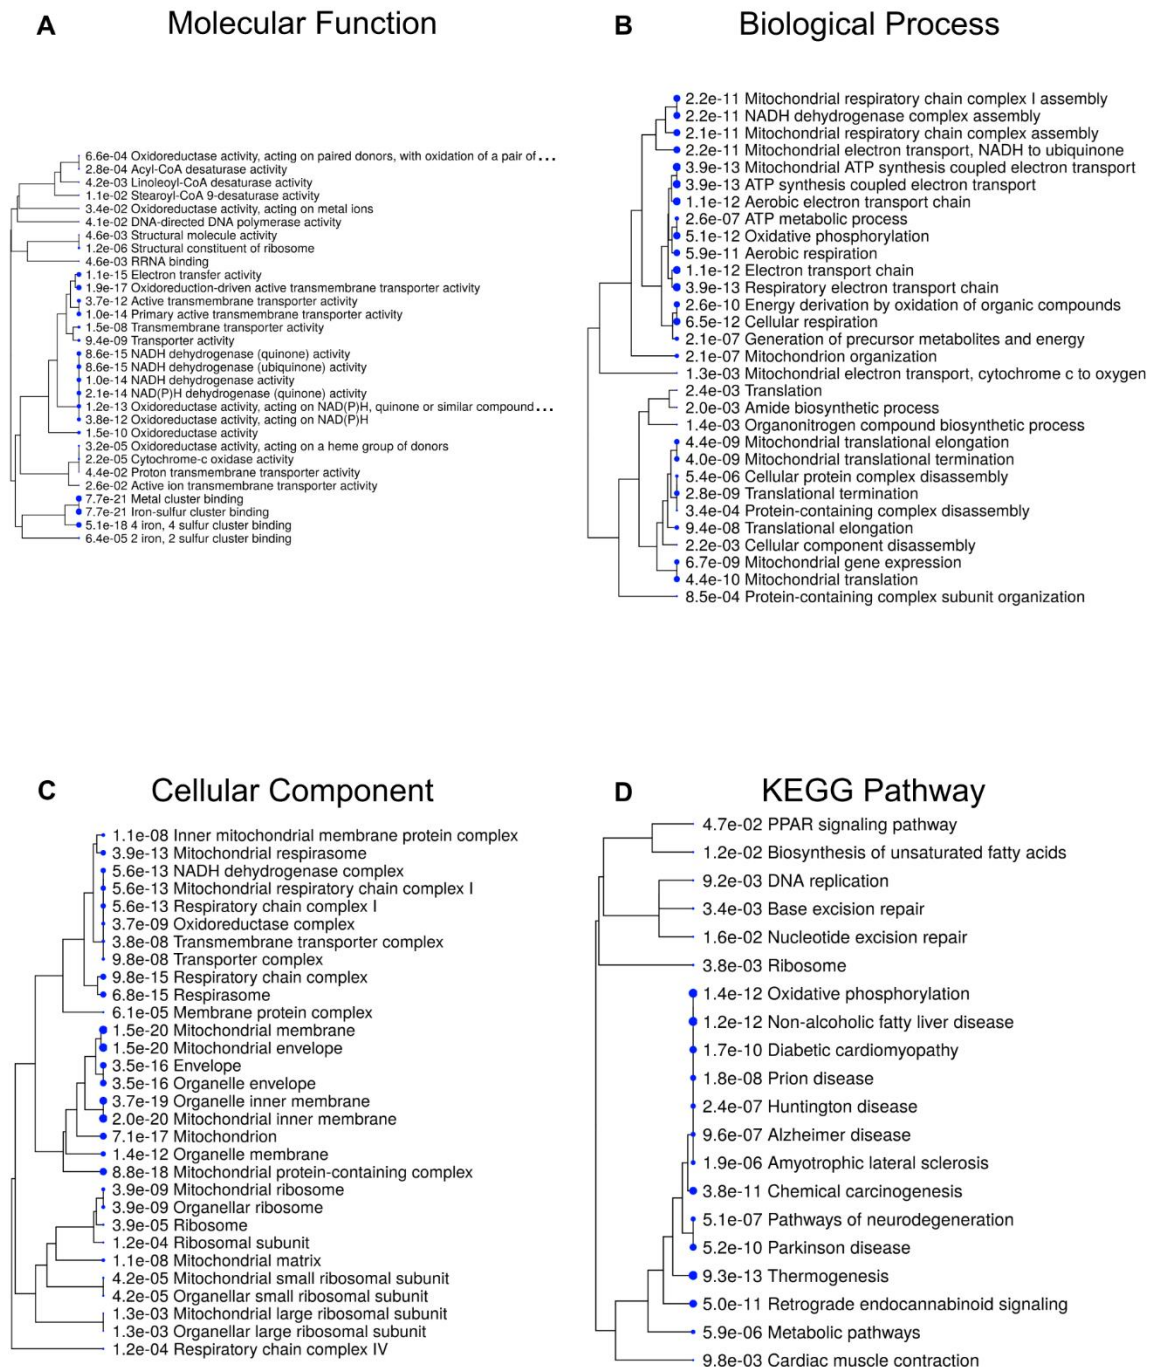 A Molecular Function
6.6e-04 Oxidoreductase activity, acting on paired donors, with oxidation of a pair of...
2.8e-04 Acyl-CoA desaturase activity
4.2e-03 Linoleoyl-CoA desaturase activity
1.1e-02 Stearoyl-CoA 9-desaturase activity
3.4e-02 Oxidoreductase activity, acting on metal ions
4.1e-02 DNA-directed DNA polymerase activity
4.6e-03 Structural molecule activity
1.2e-06 Structural constituent of ribosome
4.6e-03 RRNA binding
1.1e-15 Electron transfer activity
1.9e-17 Oxidoreduction-driven active transmembrane transporter activity
3.7e-12 Active transmembrane transporter activity
1.0e-14 Primary active transmembrane transporter activity
1.5e-08 Transmembrane transporter activity
9.4e-09 Transporter activity
8.6e-15 NADH dehydrogenase (quinone) activity
8.6e-15 NADH dehydrogenase (ubiquinone) activity
1.0e-14 NADH dehydrogenase activity
2.1e-14 NAD(P)H dehydrogenase (quinone) activity
1.2e-13 Oxidoreductase activity, acting on NAD(P)H, quinone or similar compound...
3.8e-12 Oxidoreductase activity, acting on NAD(P)H
1.5e-10 Oxidoreductase activity
3.2e-05 Oxidoreductase activity, acting on a heme group of donors
2.2e-05 Cytochrome-c oxidase activity
4.4e-02 Proton transmembrane transporter activity
2.6e-02 Active ion transmembrane transporter activity
7.7e-21 Metal cluster binding
7.7e-21 Iron-sulfur cluster binding
5.1e-18 4 iron, 4 sulfur cluster binding
6.4e-05 2 iron, 2 sulfur cluster binding
B Biological Process
2.2e-11 Mitochondrial respiratory chain complex I assembly
2.2e-11 NADH dehydrogenase complex assembly
2.1e-11 Mitochondrial respiratory chain complex assembly
2.2e-11 Mitochondrial electron transport, NADH to ubiquinone
3.9e-13 Mitochondrial ATP synthesis coupled electron transport
3.9e-13 ATP synthesis coupled electron transport
1.1e-12 Aerobic electron transport chain
2.6e-07 ATP metabolic process
5.1e-12 Oxidative phosphorylation
5.9e-11 Aerobic respiration
1.1e-12 Electron transport chain
3.9e-13 Respiratory electron transport chain
2.6e-10 Energy derivation by oxidation of organic compounds
6.5e-12 Cellular respiration
2.1e-07 Generation of precursor metabolites and energy
2.1e-07 Mitochondrion organization
1.3e-03 Mitochondrial electron transport, cytochrome c to oxygen
2.4e-03 Translation
2.0e-03 Amide biosynthetic process
1.4e-03 Organonitrogen compound biosynthetic process
4.4e-09 Mitochondrial translational elongation
4.0e-09 Mitochondrial translational termination
5.4e-06 Cellular protein complex disassembly
2.8e-09 Translational termination
3.4e-04 Protein-containing complex disassembly
9.4e-08 Translational elongation
2.2e-03 Cellular component disassembly
6.7e-09 Mitochondrial gene expression
4.4e-10 Mitochondrial translation
8.5e-04 Protein-containing complex subunit organization
C Cellular Component
1.1e-08 Inner mitochondrial membrane protein complex
3.9e-13 Mitochondrial respirasome
5.6e-13 NADH dehydrogenase complex
5.6e-13 Mitochondrial respiratory chain complex I
5.6e-13 Respiratory chain complex I
3.7e-09 Oxidoreductase complex
3.8e-08 Transmembrane transporter complex
9.8e-08 Transporter complex
9.8e-15 Respiratory chain complex
6.8e-15 Respirasome
6.1e-05 Membrane protein complex
1.5e-20 Mitochondrial membrane
1.5e-20 Mitochondrial envelope
3.5e-16 Envelope
3.5e-16 Organelle envelope
3.7e-19 Organelle inner membrane
2.0e-20 Mitochondrial inner membrane
7.1e-17 Mitochondrion
1.4e-12 Organelle membrane
8.8e-18 Mitochondrial protein-containing complex
3.9e-09 Mitochondrial ribosome
3.9e-09 Organellar ribosome
3.9e-05 Ribosome
1.2e-04 Ribosomal subunit
1.1e-08 Mitochondrial matrix
4.2e-05 Mitochondrial small ribosomal subunit
4.2e-05 Organellar small ribosomal subunit
1.3e-03 Mitochondrial large ribosomal subunit
1.3e-03 Organellar large ribosomal subunit
1.2e-04 Respiratory chain complex IV
D KEGG Pathway
4.7e-02 PPAR signaling pathway
1.2e-02 Biosynthesis of unsaturated fatty acids
9.2e-03 DNA replication
3.4e-03 Base excision repair
1.6e-02 Nucleotide excision repair
3.8e-03 Ribosome
1.4e-12 Oxidative phosphorylation
1.2e-12 Non-alcoholic fatty liver disease
1.7e-10 Diabetic cardiomyopathy
1.8e-08 Prion disease
2.4e-07 Huntington disease
9.6e-07 Alzheimer disease
1.9e-06 Amyotrophic lateral sclerosis
3.8e-11 Chemical carcinogenesis
5.1e-07 Pathways of neurodegeneration
5.2e-10 Parkinson disease
9.3e-13 Thermogenesis
5.0e-11 Retrograde endocannabinoid signaling
5.9e-06 Metabolic pathways
9.8e-03 Cardiac muscle contraction